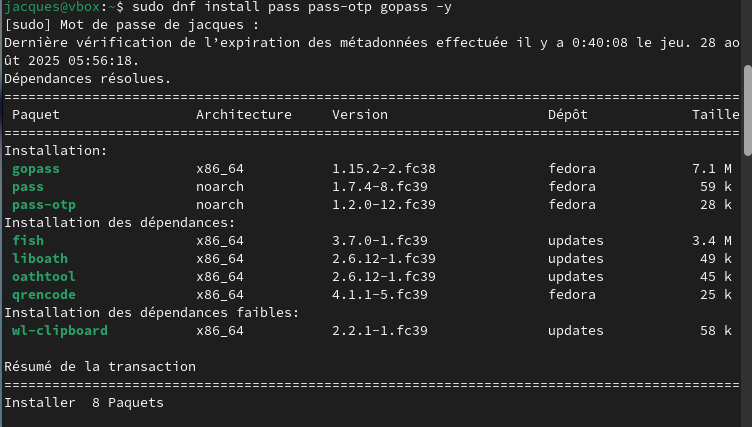 jacques@vbox:~$ sudo dnf install pass pass-otp gopass -y
[sudo] Mot de passe de jacques :
Dernière vérification de l’expiration des métadonnées effectuée il y a 0:40:08 le jeu. 28 ao
ût 2025 05:56:18.
Dépendances résolues.
============================================================================================
Paquet Architecture Version Dépôt Taille
============================================================================================
Installation:
gopass x86_64 1.15.2-2.fc38 fedora 7.1 M
pass noarch 1.7.4-8.fc39 fedora 59 k
pass-otp noarch 1.2.0-12.fc39 fedora 28 k
Installation des dépendances:
fish x86_64 3.7.0-1.fc39 updates 3.4 M
liboath x86_64 2.6.12-1.fc39 updates 49 k
oathtool x86_64 2.6.12-1.fc39 updates 45 k
qrencode x86_64 4.1.1-5.fc39 fedora 25 k
Installation des dépendances faibles:
wl-clipboard x86_64 2.2.1-1.fc39 updates 58 k
Résumé de la transaction
============================================================================================
Installer 8 Paquets